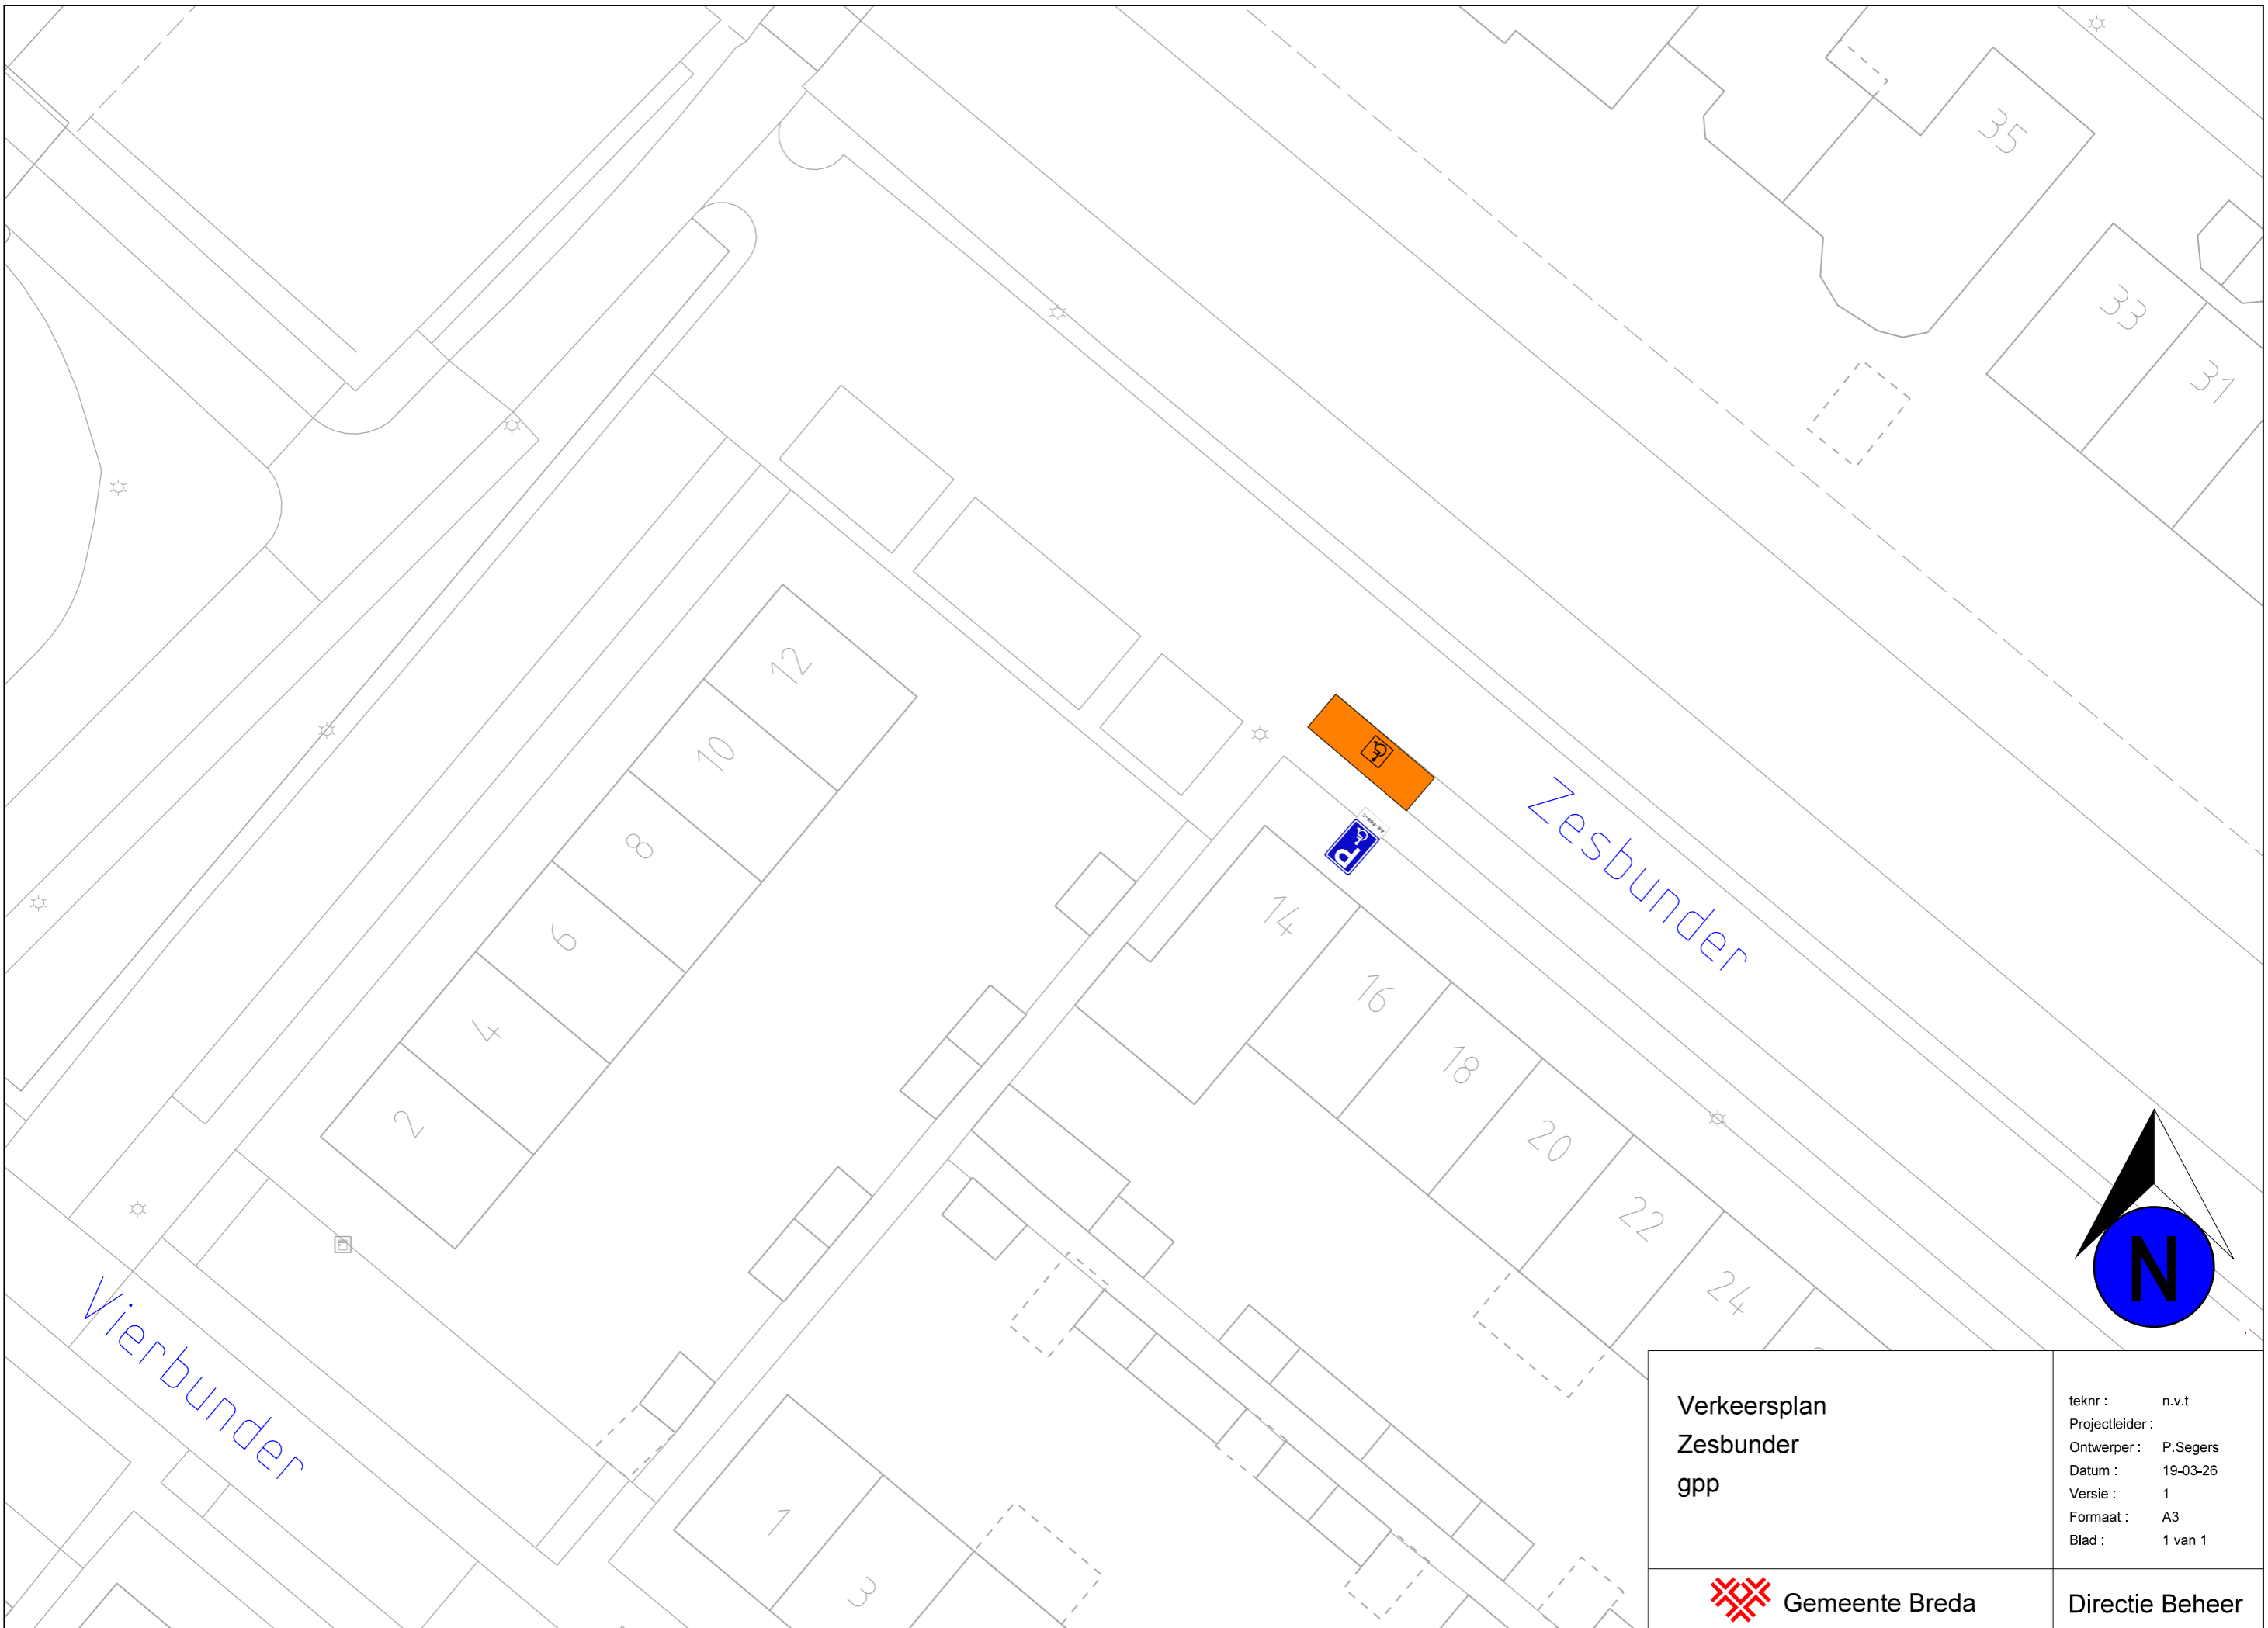 35
33
31
12
10
8
6
4
2
14
16
18
20
22
24
1
3
Zesbunder
Vierbunder
P
N
Verkeersplan
Zesbunder
gpp
teknr : n.v.t
Projectleider :
Ontwerper : P.Segers
Datum : 19-03-26
Versie : 1
Formaat : A3
Blad : 1 van 1
Gemeente Breda
Directie Beheer